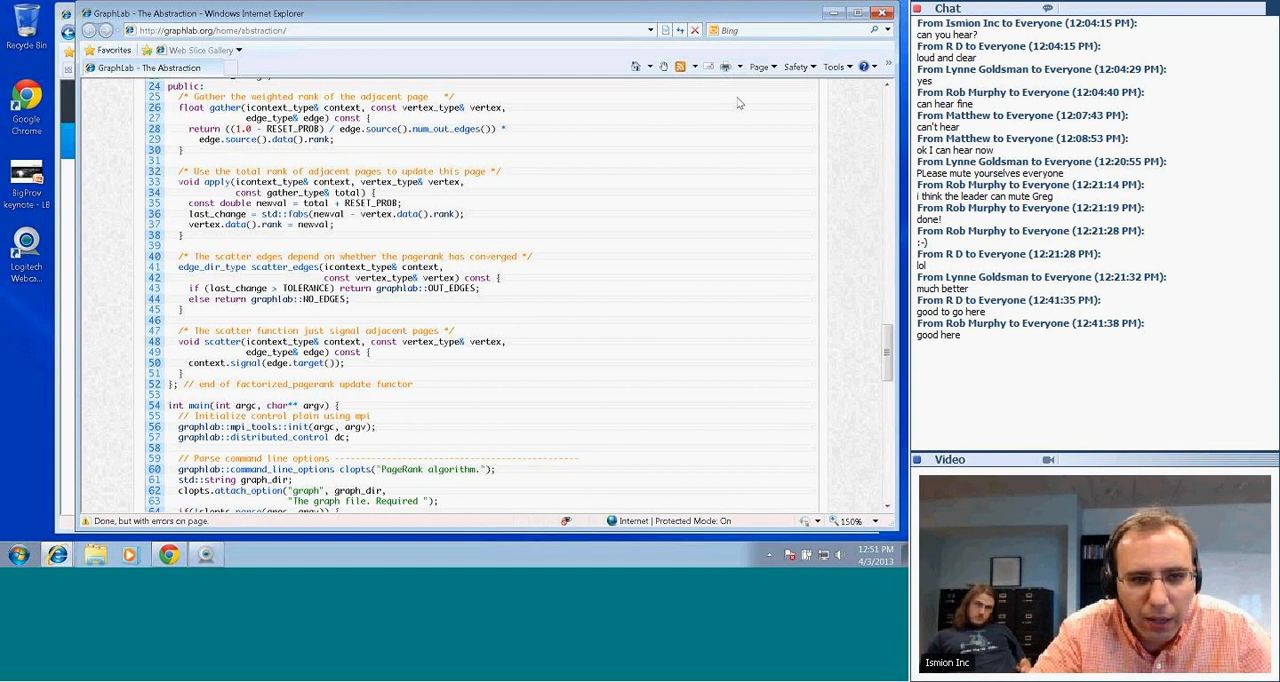 GraphLab - The Abstraction - Windows Internet Explorer
http://graphlab.org/home/abstraction/
Bing
Favorites
Web Slice Gallery
GraphLab - The Abstraction
Page
Safety
Tools
Recycle Bin
Google
Chrome
BigProv
keynote - LB
Logitech
Webca...
24 public:
25 /* Gather the weighted rank of the adjacent page */
26 float gather(icontext_type& context, const vertex_type& vertex,
27 edge_type& edge) const {
28 return ((1.0 - RESET_PROB) / edge.source().num_out_edges()) *
29 edge.source().data().rank;
30 }
31
32 /* Use the total rank of adjacent pages to update this page */
33 void apply(icontext_type& context, vertex_type& vertex,
34 const gather_type& total) {
35 const double newval = total + RESET_PROB;
36 last_change = std::fabs(newval - vertex.data().rank);
37 vertex.data().rank = newval;
38 }
39
40 /* The scatter edges depend on whether the pagerank has converged */
41 edge_dir_type scatter_edges(icontext_type& context,
42 const vertex_type& vertex) const {
43 if (last_change > TOLERANCE) return graphlab::OUT_EDGES;
44 else return graphlab::NO_EDGES;
45 }
46
47 /* The scatter function just signal adjacent pages */
48 void scatter(icontext_type& context, const vertex_type& vertex,
49 edge_type& edge) const {
50 context.signal(edge.target());
51 }
52 }; // end of factorized_pagerank update functor
53
54 int main(int argc, char** argv) {
55 // Initialize control plain using mpi
56 graphlab::mpi_tools::init(argc, argv);
57 graphlab::distributed_control dc;
58
59 // Parse command line options -----------------------------------------------
60 graphlab::command_line_options clopts("PageRank algorithm.");
61 std::string graph_dir;
62 clopts.attach_option("graph", graph_dir,
63 "The graph file. Required ");
64 if(!clopts.parse(argc, argv)) {
Done, but with errors on page.
Internet | Protected Mode: On
150%
12:51 PM
4/3/2013
Chat
From Ismion Inc to Everyone (12:04:15 PM):
can you hear?
From R D to Everyone (12:04:15 PM):
loud and clear
From Lynne Goldsman to Everyone (12:04:29 PM):
yes
From Rob Murphy to Everyone (12:04:40 PM):
can hear fine
From Matthew to Everyone (12:07:43 PM):
can't hear
From Matthew to Everyone (12:08:53 PM):
ok I can hear now
From Lynne Goldsman to Everyone (12:20:55 PM):
PLease mute yourselves everyone
From Rob Murphy to Everyone (12:21:14 PM):
i think the leader can mute Greg
From Rob Murphy to Everyone (12:21:19 PM):
done!
From Rob Murphy to Everyone (12:21:28 PM):
:-)
From R D to Everyone (12:21:28 PM):
lol
From Lynne Goldsman to Everyone (12:21:32 PM):
much better
From R D to Everyone (12:41:35 PM):
good to go here
From Rob Murphy to Everyone (12:41:38 PM):
good here
Video
Ismion Inc